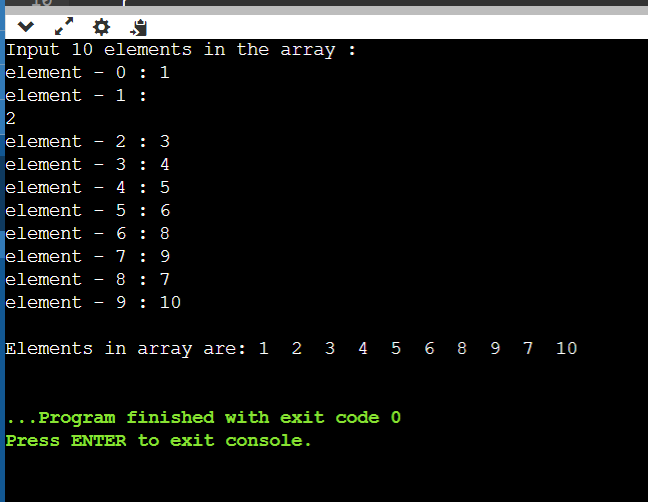 Input 10 elements in the array :
element - 0 : 1
element - 1 :
2
element - 2 : 3
element - 3 : 4
element - 4 : 5
element - 5 : 6
element - 6 : 8
element - 7 : 9
element - 8 : 7
element - 9 : 10
Elements in array are: 1  2  3  4  5  6  8  9  7  10
...Program finished with exit code 0
Press ENTER to exit console.